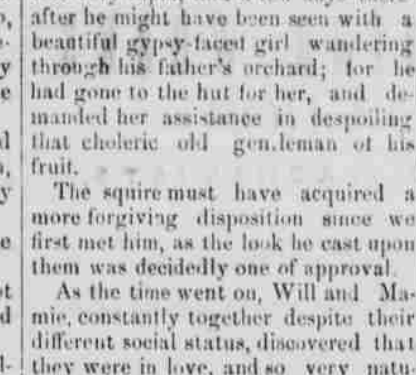 after he might have been seen with a
beautiful gypsy-faced girl wandering
through his father's orchard; for he
had gone to the hut for her, and de-
manded her assistance in despoiling
that choleric old gen.leman of his
fruit.
The squire must have acquired a
more forgiving disposition since we
first met him, as the look he cast upon
them was decidedly one of approval.
As the time went on, Will and Ma-
mie, constantly together despite their
different social status, discovered that
they were in love, and so very natu-